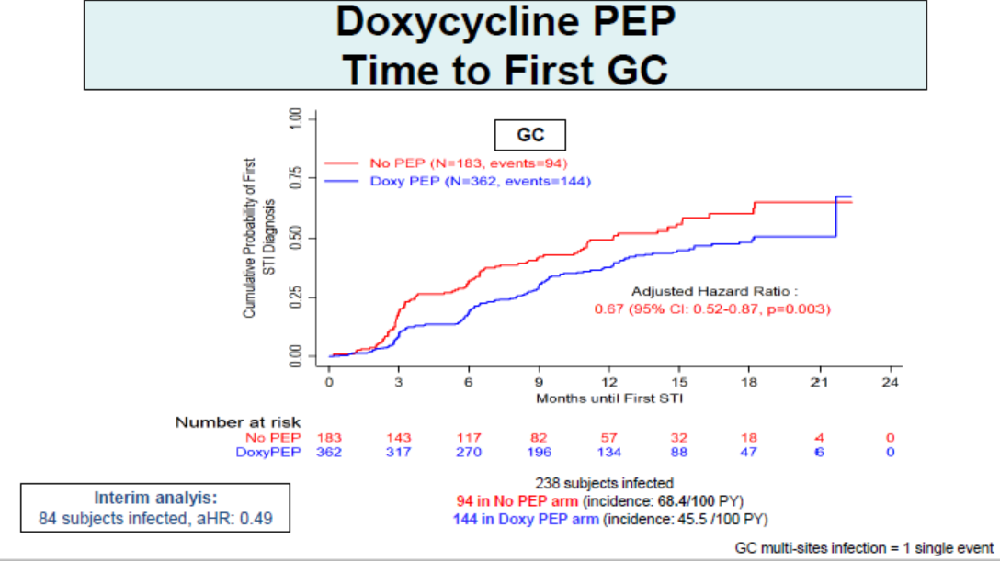 Doxycycline PEP
Time to First GC
GC
No PEP (N=183, events=94)
Doxy PEP (N=362, events=144)
Cumulative Probability of First
STI Diagnosis
1.00
0.75
0.50
0.25
0.00
Adjusted Hazard Ratio :
0.67 (95% CI: 0.52-0.87, p=0.003)
0 3 6 9 12 15 18 21 24
Months until First STI
Number at risk
No PEP 183 143 117 82 57 32 18 4 0
DoxyPEP 362 317 270 196 134 88 47 6 0
238 subjects infected
94 in No PEP arm (incidence: 68.4/100 PY)
144 in Doxy PEP arm (incidence: 45.5 /100 PY)
Interim analyis:
84 subjects infected, aHR: 0.49
GC multi-sites infection = 1 single event